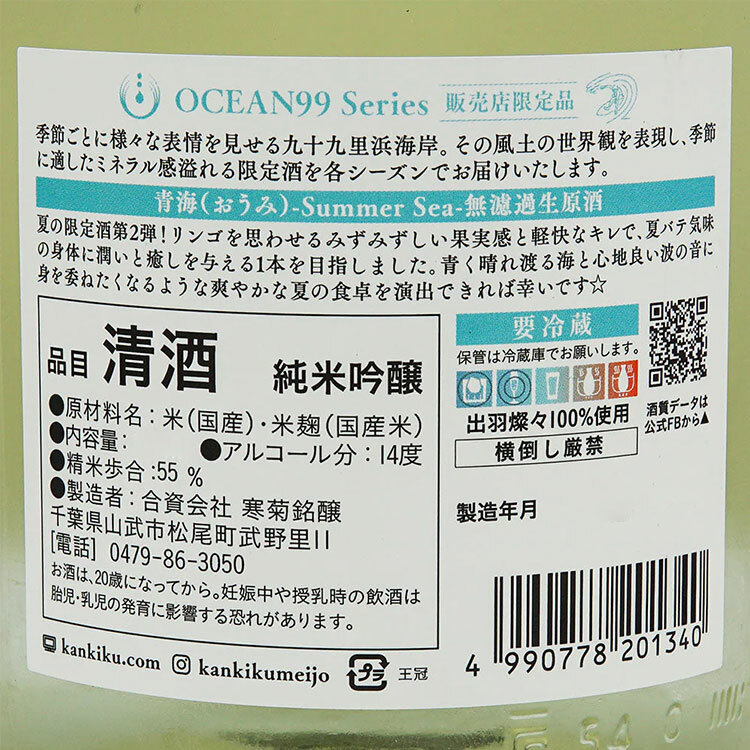 OCEAN99 Series 販売店限定品
季節ごとに様々な表情を見せる九十九里浜海岸。その風土の世界観を表現し、季節
に適したミネラル感溢れる限定酒を各シーズンでお届けいたします。
青海(おうみ)-Summer Sea-無濾過生原酒
夏の限定酒第2弾!リンゴを思わせるみずみずしい果実感と軽快なキレで、夏バテ気味
の身体に潤いと癒しを与える1本を目指しました。青く晴れ渡る海と心地良い波の音に
身を委ねたくなるような爽やかな夏の食卓を演出できれば幸いです☆
品目 清酒 純米吟醸
●原材料名:米(国産)・米麹(国産米)
●内容量: ●アルコール分:14度
●精米歩合:55%
●製造者:合資会社 寒菊銘醸
千葉県山武市松尾町武野里11
[電話] 0479-86-3050
お酒は、20歳になってから。妊娠中や授乳時の飲酒は
胎児・乳児の発育に影響する恐れがあります。
kankiku.com kankikumeijo プラ 王冠
要冷蔵
保管は冷蔵庫でお願します。
出羽燦々100%使用
横倒し厳禁
酒質データは
公式FBから▲
製造年月
4 990778 201340